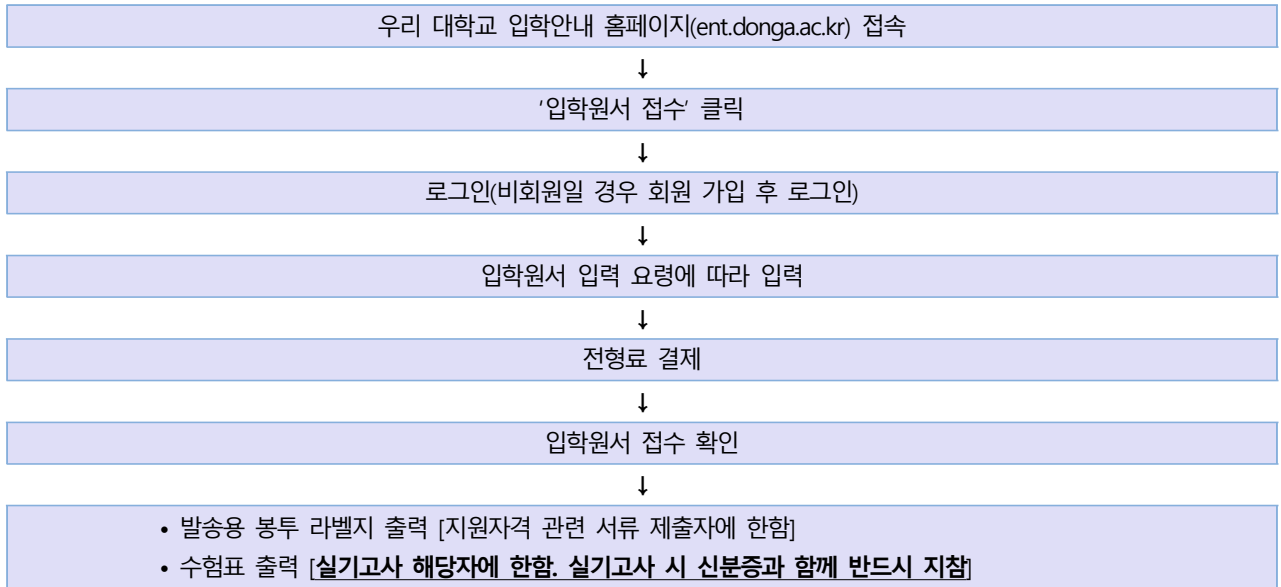 우리 대학교 입학안내 홈페이지(ent.donga.ac.kr) 접속
↓
‘입학원서 접수’ 클릭
↓
로그인(비회원일 경우 회원 가입 후 로그인)
↓
입학원서 입력 요령에 따라 입력
↓
전형료 결제
↓
입학원서 접수 확인
↓
• 발송용 봉투 라벨지 출력 [지원자격 관련 서류 제출자에 한함]
• 수험표 출력 [실기고사 해당자에 한함. 실기고사 시 신분증과 함께 반드시 지참]